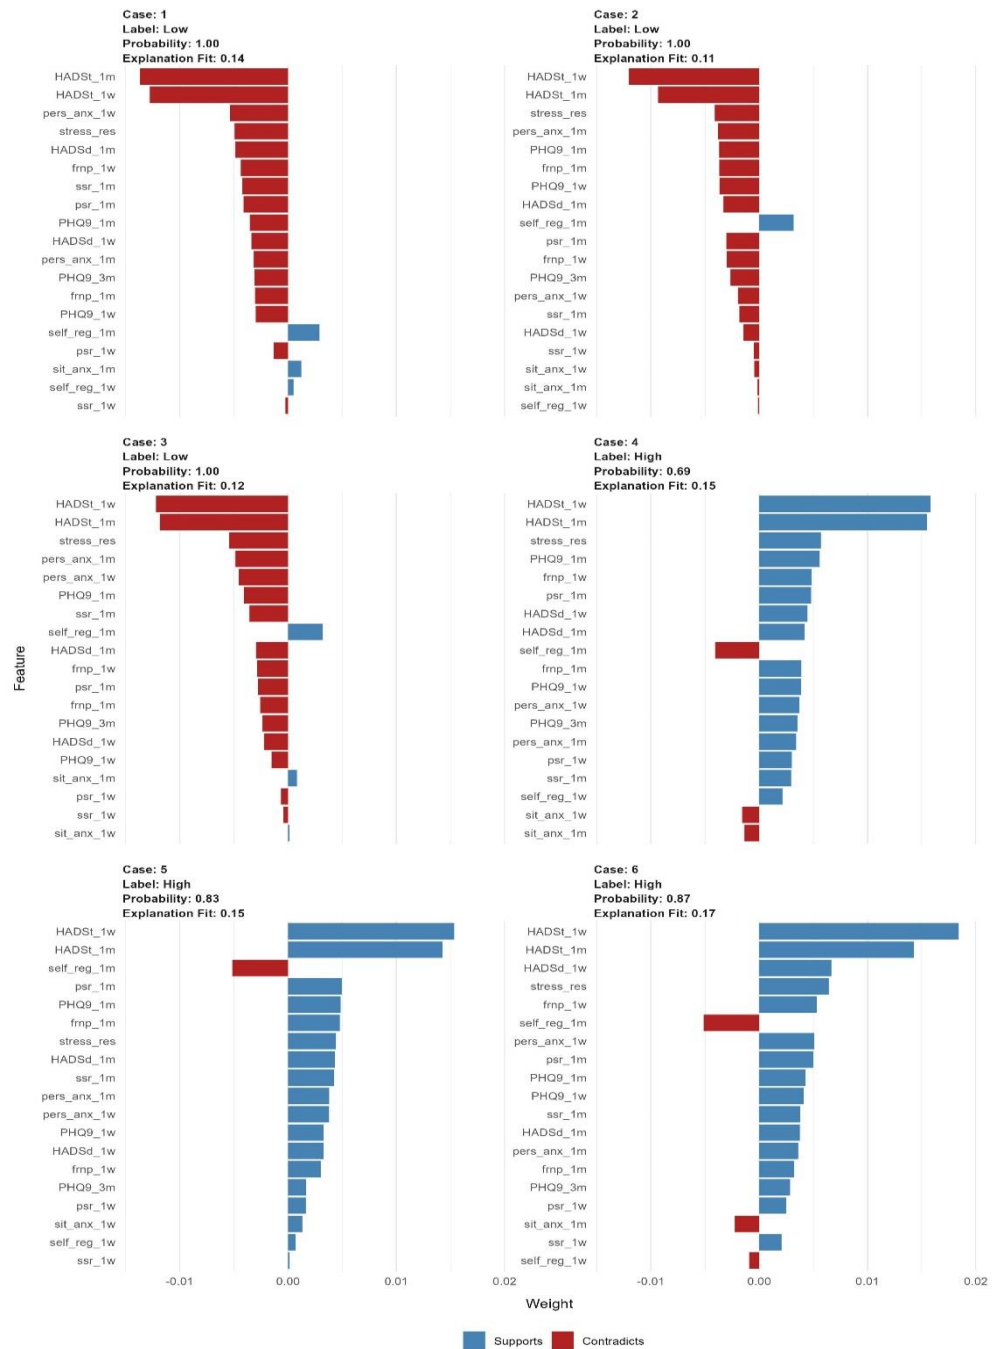 Case: 1
Label: Low
Probability: 1.00
Explanation Fit: 0.14
HADSt_1m
HADSt_1w
pers_anx_1w
stress_res
HADSd_1m
frnp_1w
ssr_1m
psr_1m
PHQ9_1m
HADSd_1w
pers_anx_1m
PHQ9_3m
frnp_1m
PHQ9_1w
self_reg_1m
psr_1w
sit_anx_1m
self_reg_1w
ssr_1w
Case: 2
Label: Low
Probability: 1.00
Explanation Fit: 0.11
HADSt_1w
HADSt_1m
stress_res
pers_anx_1m
PHQ9_1m
frnp_1m
PHQ9_1w
HADSd_1m
self_reg_1m
psr_1m
frnp_1w
PHQ9_3m
pers_anx_1w
ssr_1m
HADSd_1w
ssr_1w
sit_anx_1w
sit_anx_1m
self_reg_1w
Case: 3
Label: Low
Probability: 1.00
Explanation Fit: 0.12
HADSt_1w
HADSt_1m
stress_res
pers_anx_1m
pers_anx_1w
PHQ9_1m
ssr_1m
self_reg_1m
HADSd_1m
frnp_1w
psr_1m
frnp_1m
PHQ9_3m
HADSd_1w
PHQ9_1w
sit_anx_1m
psr_1w
ssr_1w
sit_anx_1w
Case: 4
Label: High
Probability: 0.69
Explanation Fit: 0.15
HADSt_1w
HADSt_1m
stress_res
PHQ9_1m
frnp_1w
psr_1m
HADSd_1w
HADSd_1m
self_reg_1m
frnp_1m
PHQ9_1w
pers_anx_1w
PHQ9_3m
pers_anx_1m
psr_1w
ssr_1m
self_reg_1w
sit_anx_1w
sit_anx_1m
Feature
Case: 5
Label: High
Probability: 0.83
Explanation Fit: 0.15
HADSt_1w
HADSt_1m
self_reg_1m
psr_1m
PHQ9_1m
frnp_1m
stress_res
HADSd_1m
ssr_1m
pers_anx_1m
pers_anx_1w
PHQ9_1w
HADSd_1w
frnp_1w
PHQ9_3m
psr_1w
sit_anx_1w
self_reg_1w
ssr_1w
-0.01 0.00 0.01 0.02
Case: 6
Label: High
Probability: 0.87
Explanation Fit: 0.17
HADSt_1w
HADSt_1m
HADSd_1w
stress_res
frnp_1w
self_reg_1m
pers_anx_1w
psr_1m
PHQ9_1m
PHQ9_1w
ssr_1m
HADSd_1m
pers_anx_1m
frnp_1m
PHQ9_3m
psr_1w
sit_anx_1m
ssr_1w
self_reg_1w
-0.01 0.00 0.01 0.02
Weight
Supports Contradicts